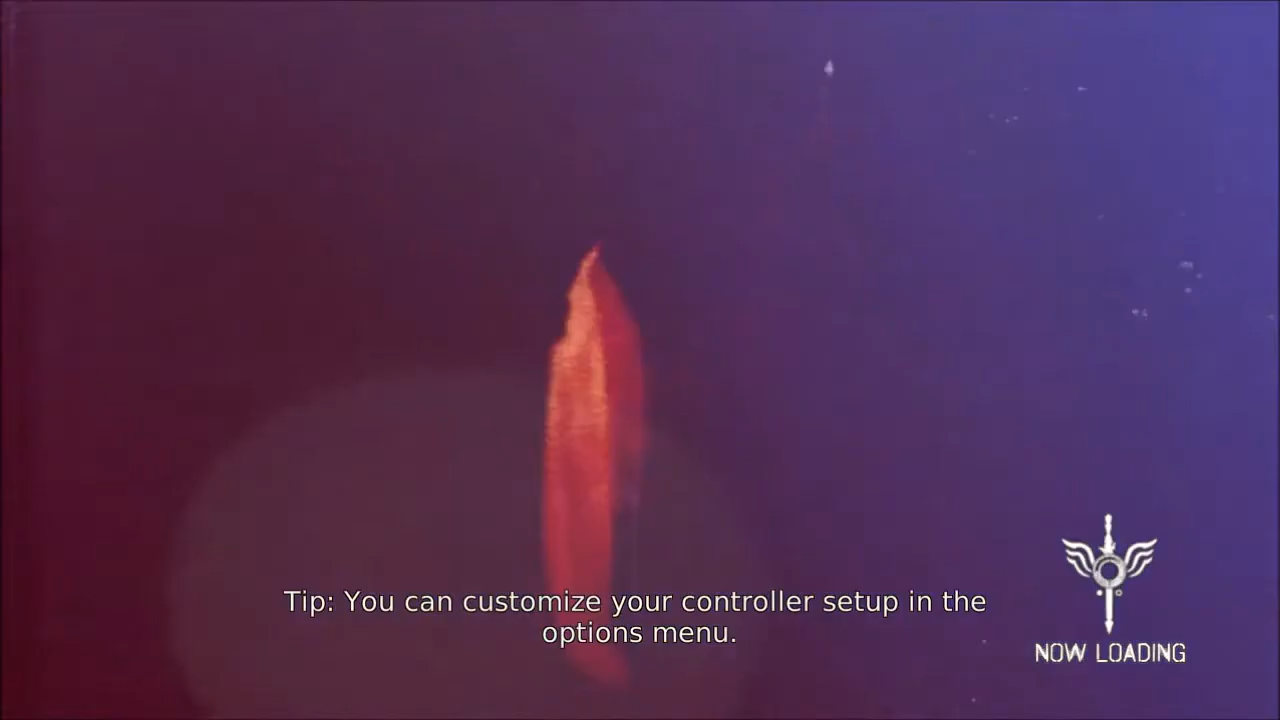 Tip: You can customize your controller setup in the
options menu.
NOW LOADING